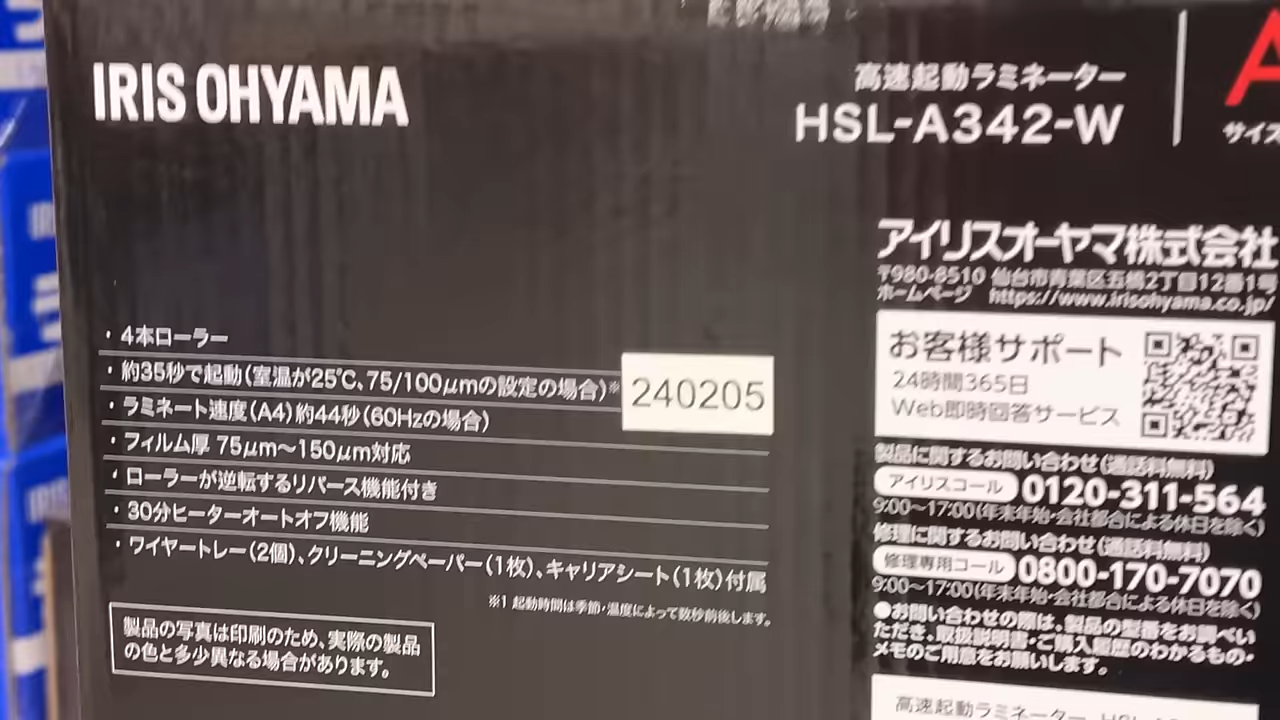 IRIS OHYAMA
高速起動ラミネーター
HSL-A342-W
A
サイズ
・4本ローラー
・約35秒で起動(室温が25℃、75/100μmの設定の場合)※
240205
・ラミネート速度(A4)約44秒(60Hzの場合)
・フィルム厚 75μm〜150μm対応
・ローラーが逆転するリバース機能付き
・30分ヒーターオートオフ機能
・ワイヤートレー(2個)、クリーニングペーパー(1枚)、キャリアシート(1枚)付属
※1 起動時間は季節・温度によって数秒前後します。
製品の写真は印刷のため、実際の製品
の色と多少異なる場合があります。
アイリスオーヤマ株式会社
〒980-8510 仙台市青葉区五橋2丁目12番1号
ホームページ https://www.irisohyama.co.jp/
お客様サポート
24時間365日
Web即時回答サービス
製品に関するお問い合わせ(通話料無料)
アイリスコール 0120-311-564
9:00〜17:00(年末年始・会社都合による休日を除く)
修理に関するお問い合わせ(通話料無料)
修理専用コール 0800-170-7070
9:00〜17:00(年末年始・会社都合による休日を除く)
●お問い合わせの際は、製品の型番をお調べい
ただき、取扱説明書・ご購入履歴のわかるもの・
メモのご用意をお願いします。
高速起動ラミネーター HSL-A